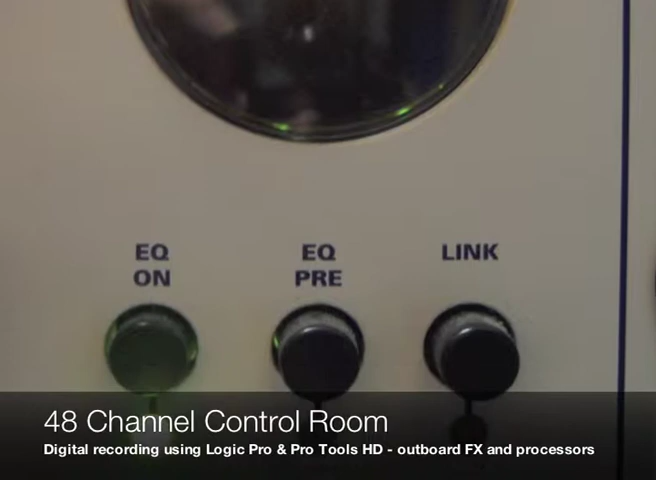 EQ ON
EQ PRE
LINK
48 Channel Control Room
Digital recording using Logic Pro & Pro Tools HD - outboard FX and processors